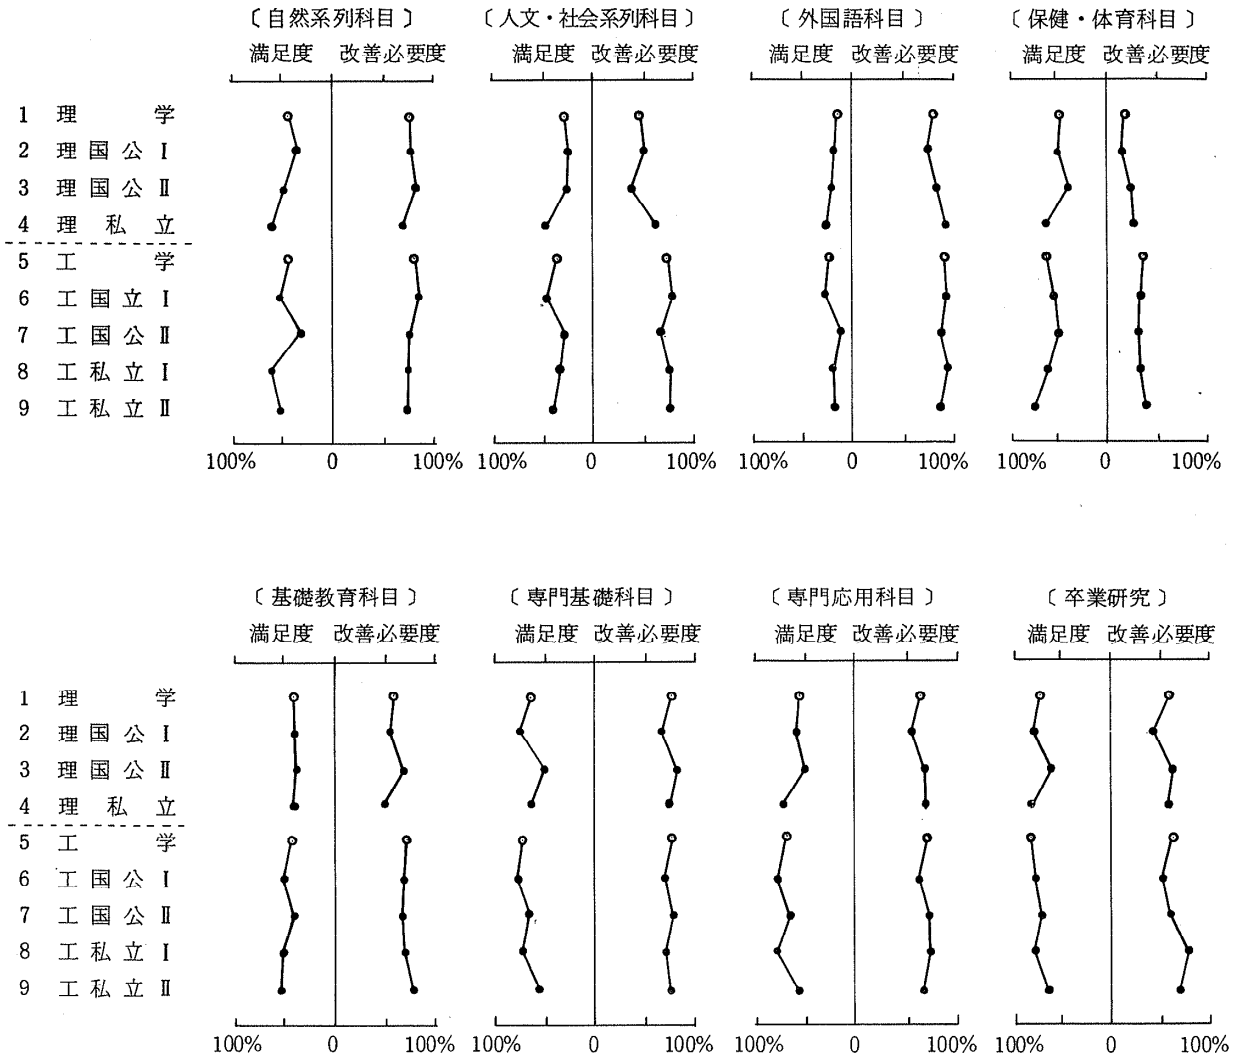 〔自然系列科目〕 〔人文・社会系列科目〕 〔外国語科目〕 〔保健・体育科目〕
満足度 改善必要度 満足度 改善必要度 満足度 改善必要度 満足度 改善必要度
1 理学
2 理国公Ⅰ
3 理国公Ⅱ
4 理私立
5 工学
6 工国立Ⅰ
7 工国公Ⅱ
8 工私立Ⅰ
9 工私立Ⅱ
100% 0 100% 100% 0 100% 100% 0 100% 100% 0 100%
〔基礎教育科目〕 〔専門基礎科目〕 〔専門応用科目〕 〔卒業研究〕
満足度 改善必要度 満足度 改善必要度 満足度 改善必要度 満足度 改善必要度
1 理学
2 理国公Ⅰ
3 理国公Ⅱ
4 理私立
5 工学
6 工国公Ⅰ
7 工国公Ⅱ
8 工私立Ⅰ
9 工私立Ⅱ
100% 0 100% 100% 0 100% 100% 0 100% 100% 0 100%